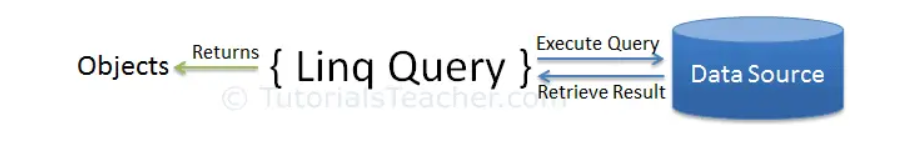 Objects
Returns
{ Linq Query }
Execute Query
Retrieve Result
Data Source
© TutorialsTeacher.com